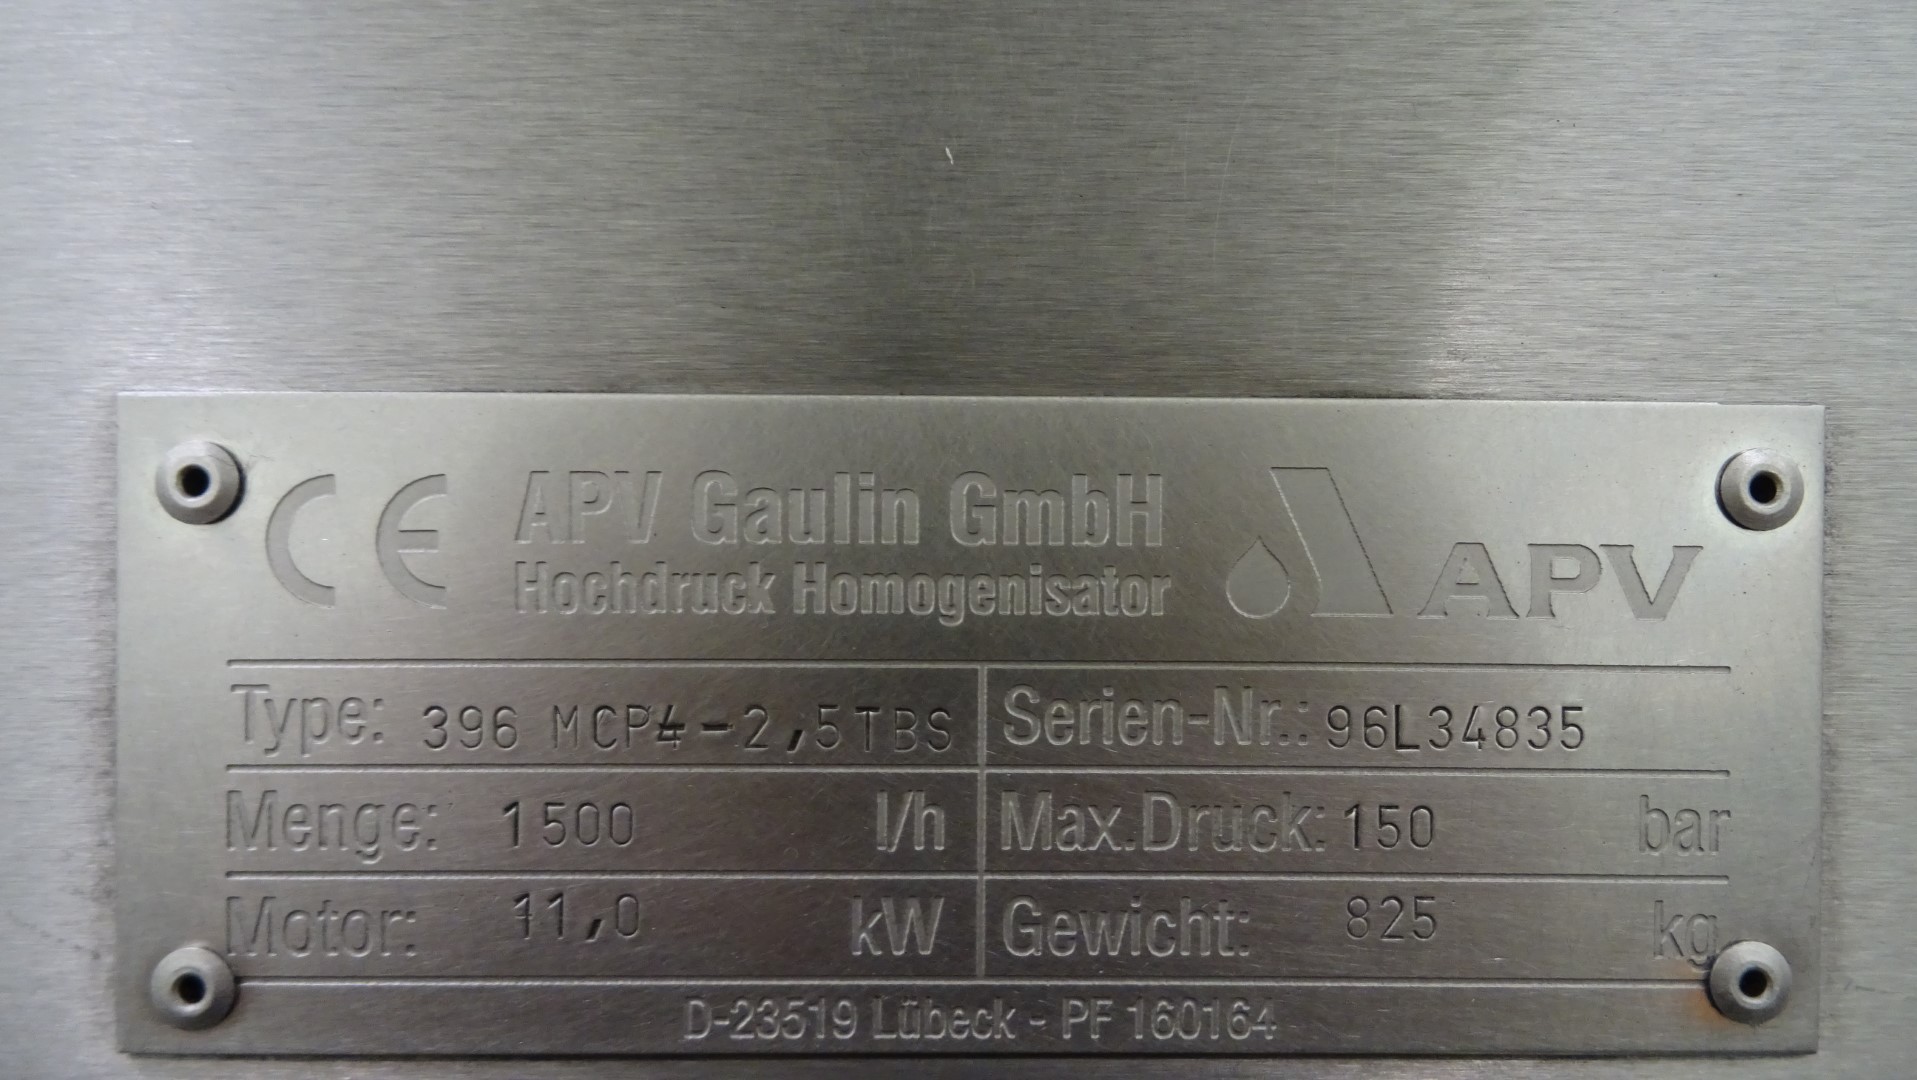 CE APV Gaulin GmbH
Hochdruck Homogenisator
APV
Type: 396 MCP4-2,5TBS Serien-Nr.: 96L34835
Menge: 1500 l/h Max.Druck: 150 bar
Motor: 11,0 kW Gewicht: 825 kg
D-23519 Lübeck - PF 160164